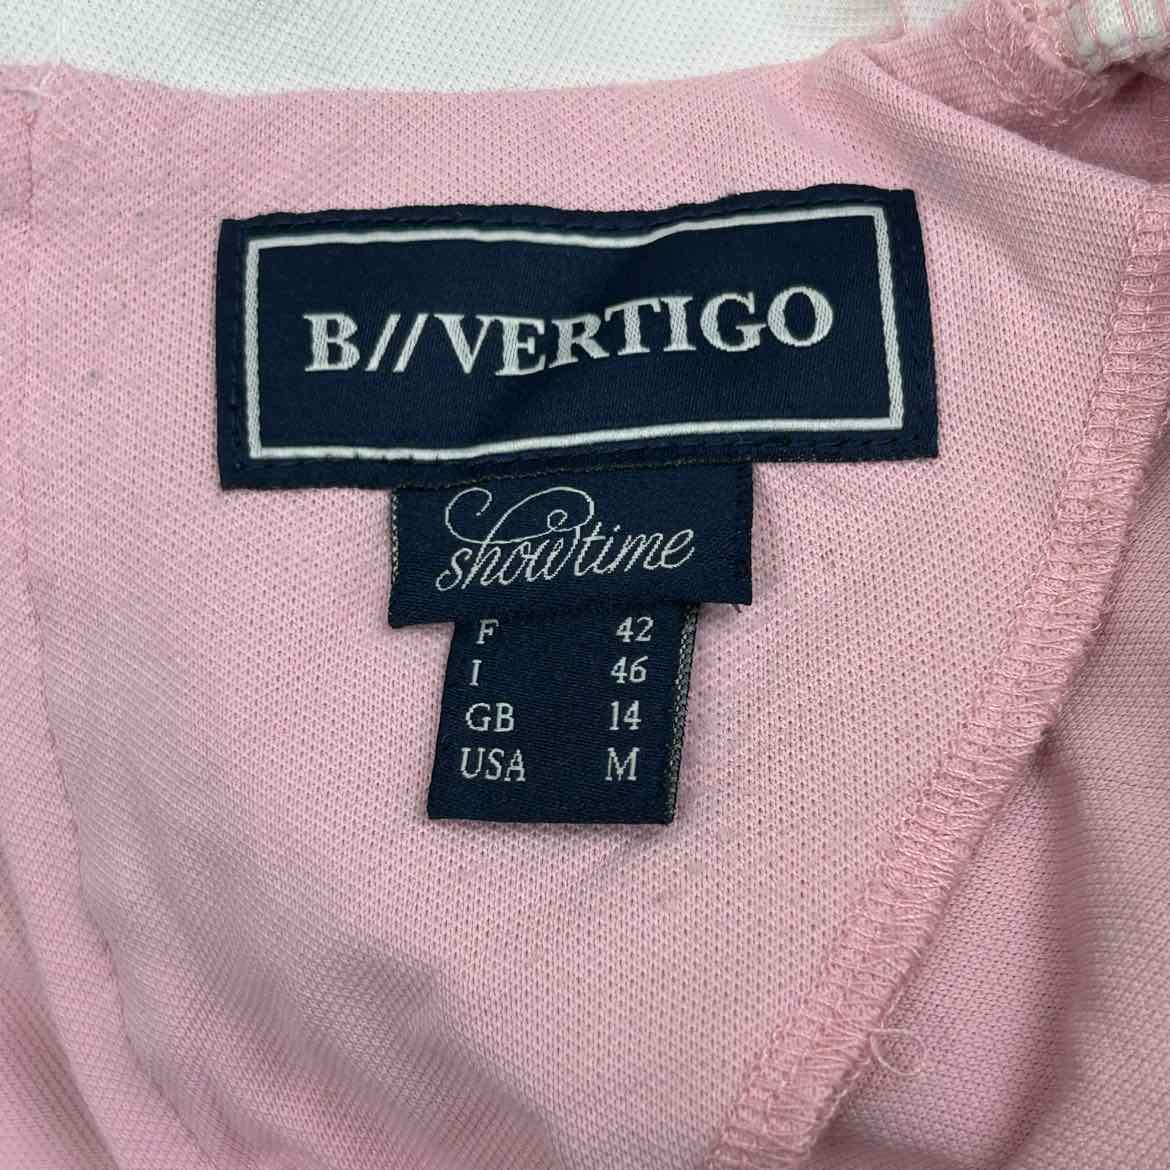 B//VERTIGO
showtime
F 42
I 46
GB 14
USA M